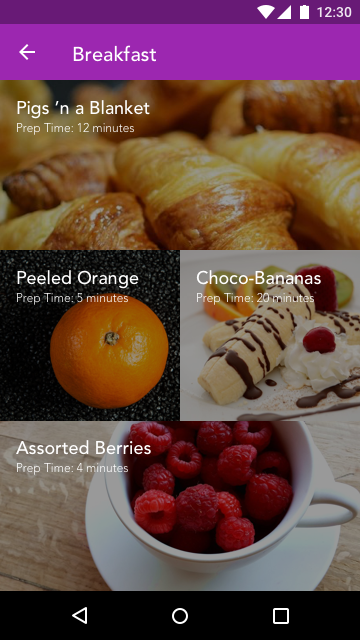 12:30
Breakfast
Pigs ’n a Blanket
Prep Time: 12 minutes
Peeled Orange
Prep Time: 5 minutes
Choco-Bananas
Prep Time: 20 minutes
Assorted Berries
Prep Time: 4 minutes